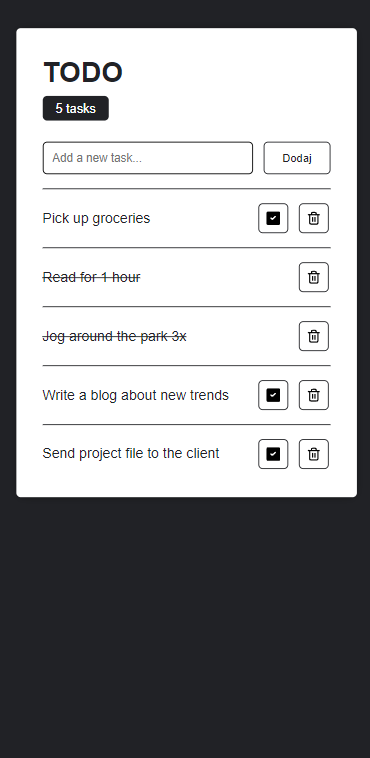 TODO
5 tasks
Add a new task...
Dodaj
Pick up groceries
Read for 1 hour
Jog around the park 3x
Write a blog about new trends
Send project file to the client